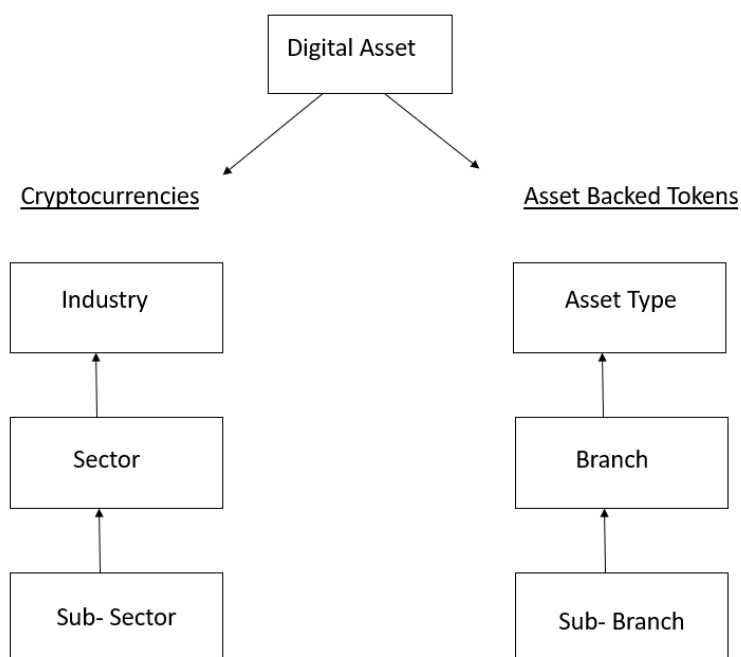 Digital Asset
Cryptocurrencies
Asset Backed Tokens
Industry
Asset Type
Sector
Branch
Sub- Sector
Sub- Branch